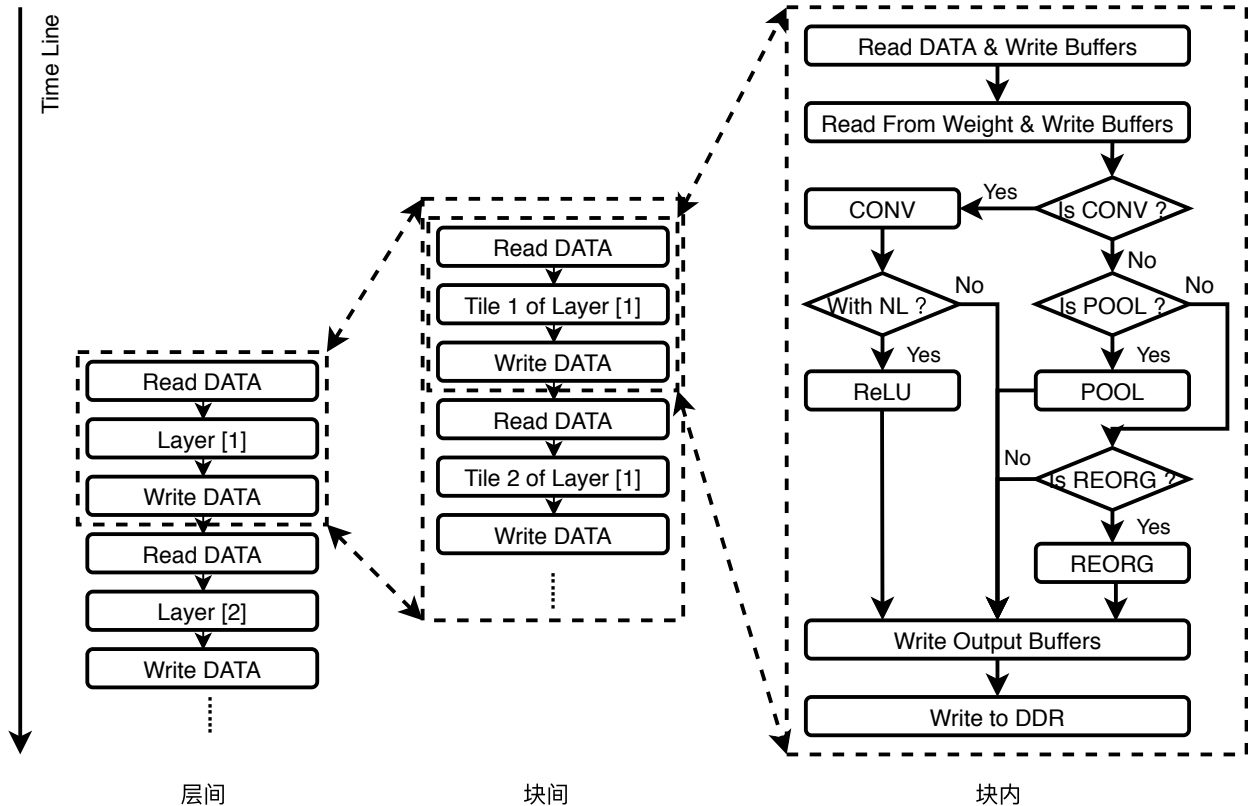 Time Line
Read DATA
Layer [1]
Write DATA
Read DATA
Layer [2]
Write DATA
层间
Read DATA
Tile 1 of Layer [1]
Write DATA
Read DATA
Tile 2 of Layer [1]
Write DATA
块间
Read DATA & Write Buffers
Read From Weight & Write Buffers
Is CONV ?
Yes
CONV
No
With NL ?
No
Is POOL ?
No
Yes
ReLU
Yes
POOL
No
Is REORG ?
Yes
REORG
Write Output Buffers
Write to DDR
块内